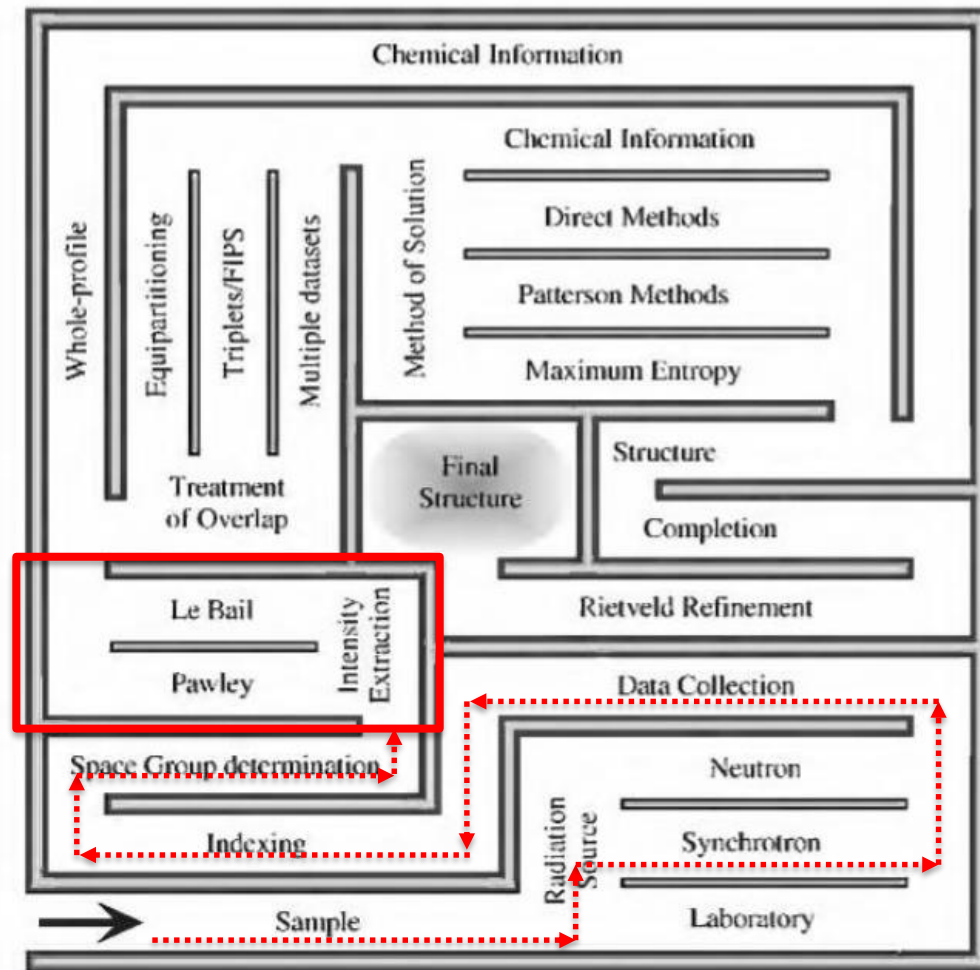 Chemical Information
Chemical Information
Direct Methods
Patterson Methods
Maximum Entropy
Method of Solution
Whole-profile
Equipartitioning
Triplets/FIPS
Multiple datasets
Treatment
of Overlap
Final
Structure
Structure
Completion
Rietveld Refinement
Le Bail
Pawley
Intensity
Extraction
Data Collection
Space Group determination
Indexing
Neutron
Synchrotron
Laboratory
Radiation
Source
Sample